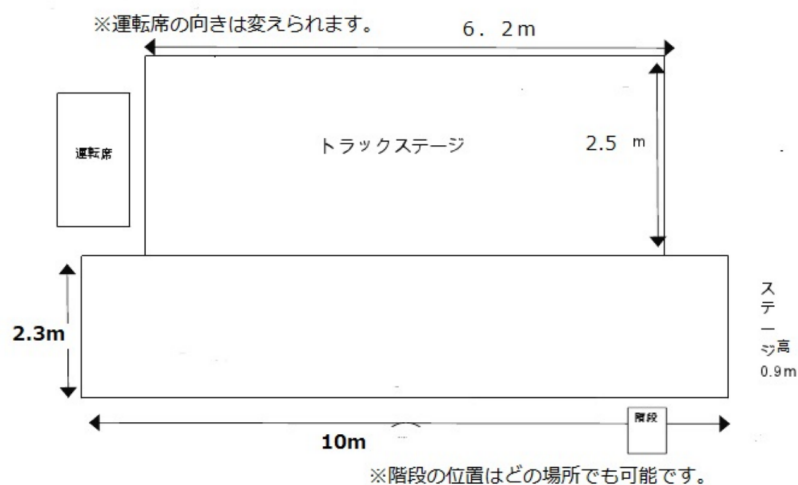 ※運転席の向きは変えられます。
6.2m
運転席
トラックステージ
2.5 m
2.3m
ステージ高
0.9m
階段
10m
※階段の位置はどの場所でも可能です。